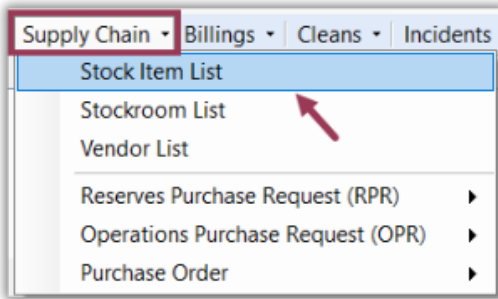 Supply Chain Billings Cleans Incidents
Stock Item List
Stockroom List
Vendor List
Reserves Purchase Request (RPR)
Operations Purchase Request (OPR)
Purchase Order